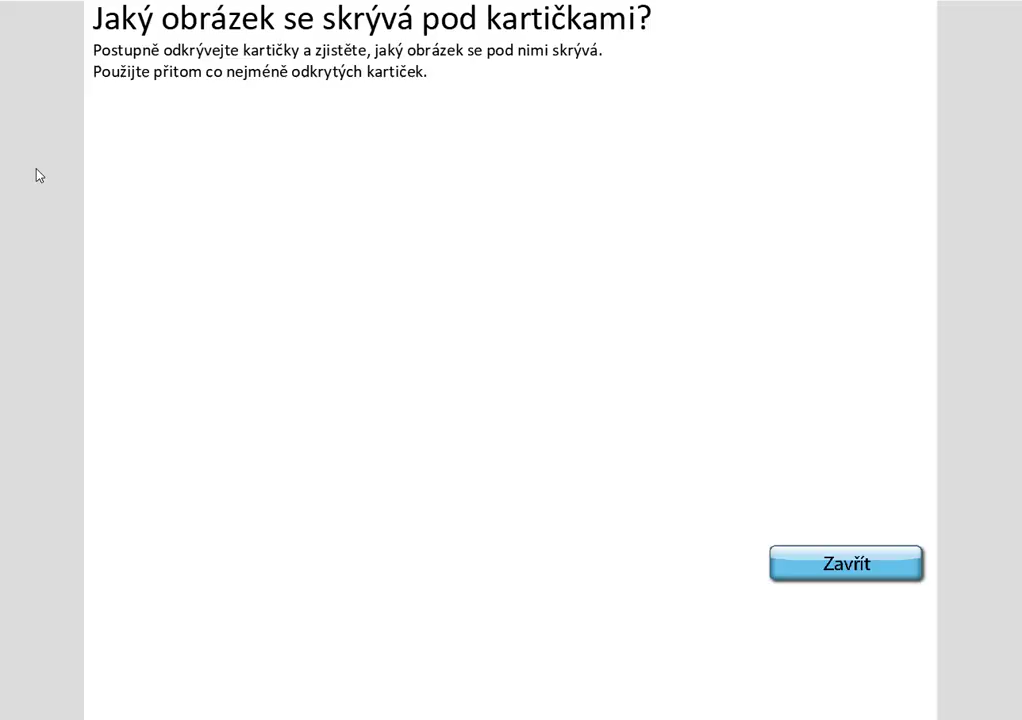 Jaký obrázek se skrývá pod kartičkami?
Postupně odkrývejte kartičky a zjistěte, jaký obrázek se pod nimi skrývá.
Použijte přitom co nejméně odkrytých kartiček.
Zavřít